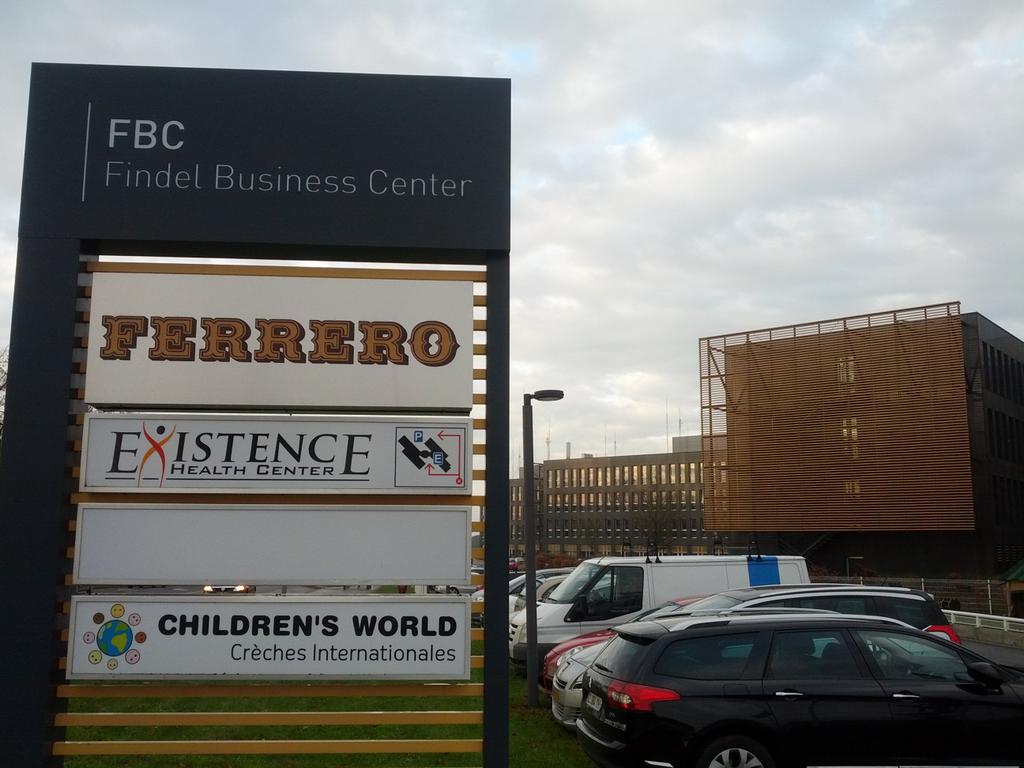 FBC
Findel Business Center
FERRERO
EXISTENCE
HEALTH CENTER
P
E
CHILDREN'S WORLD
Crèches Internationales